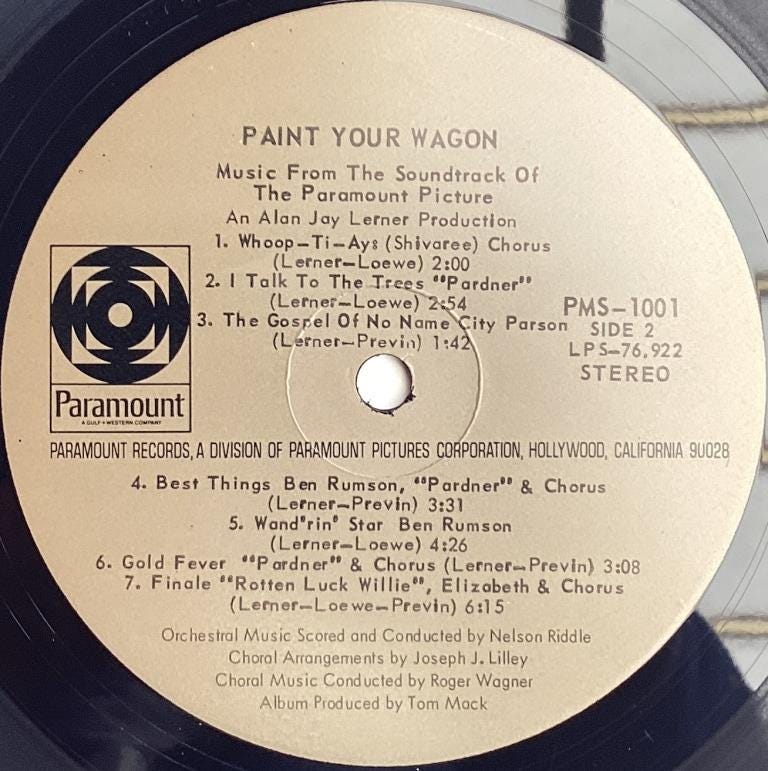 PAINT YOUR WAGON
Music From The Soundtrack Of
The Paramount Picture
An Alan Jay Lerner Production
1. Whoop-Ti-Ay! (Shivaree) Chorus
(Lerner-Loewe) 2:00
2. I Talk To The Trees "Pardner"
(Lerner-Loewe) 2:54
3. The Gospel Of No Name City Parson
(Lerner-Previn) 1:42
PMS-1001
SIDE 2
LPS-76,922
STEREO
Paramount
A GULF+WESTERN COMPANY
PARAMOUNT RECORDS, A DIVISION OF PARAMOUNT PICTURES CORPORATION, HOLLYWOOD, CALIFORNIA 9U028
4. Best Things Ben Rumson, "Pardner" & Chorus
(Lerner-Previn) 3:31
5. Wand'rin' Star Ben Rumson
(Lerner-Loewe) 4:26
6. Gold Fever "Pardner" & Chorus (Lerner-Previn) 3:08
7. Finale "Rotten Luck Willie", Elizabeth & Chorus
(Lerner-Loewe-Previn) 6:15
Orchestral Music Scored and Conducted by Nelson Riddle
Choral Arrangements by Joseph J. Lilley
Choral Music Conducted by Roger Wagner
Album Produced by Tom Mack